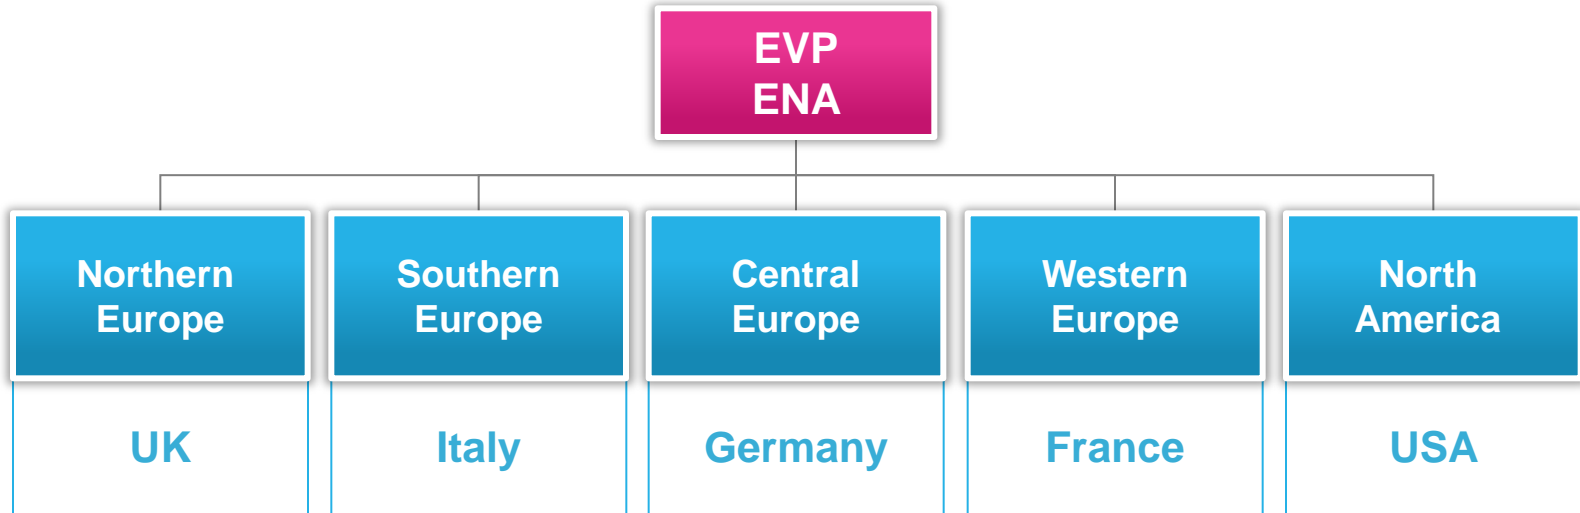 EVP
ENA
Northern
Europe
Southern
Europe
Central
Europe
Western
Europe
North
America
UK
Italy
Germany
France
USA